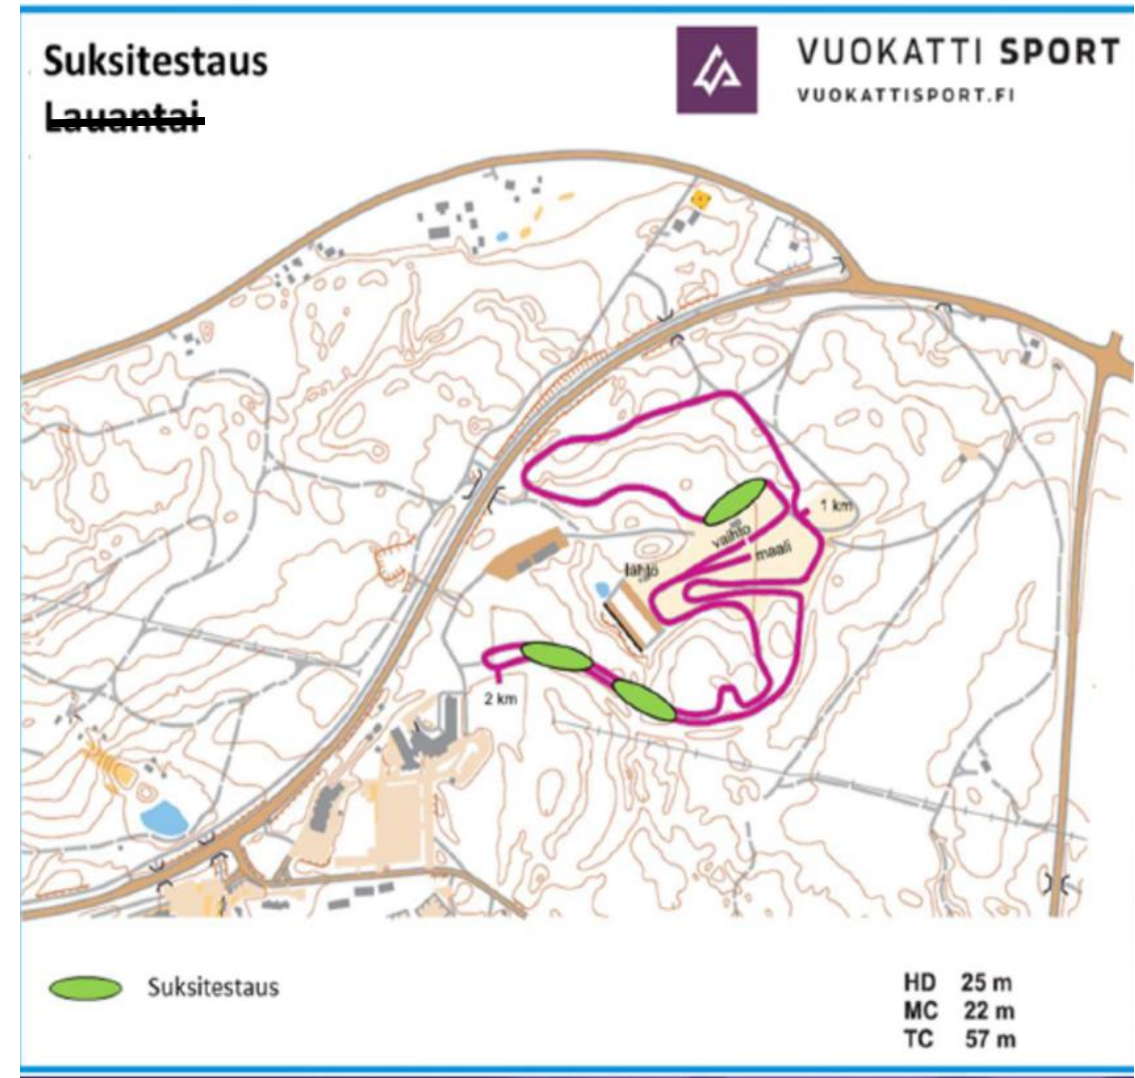 Suksitestaus
Lauantai
VUOKATTI SPORT
VUOKATTISPORT.FI
1 km
vaihto
maali
lähtö
2 km
Suksitestaus
HD 25 m
MC 22 m
TC 57 m